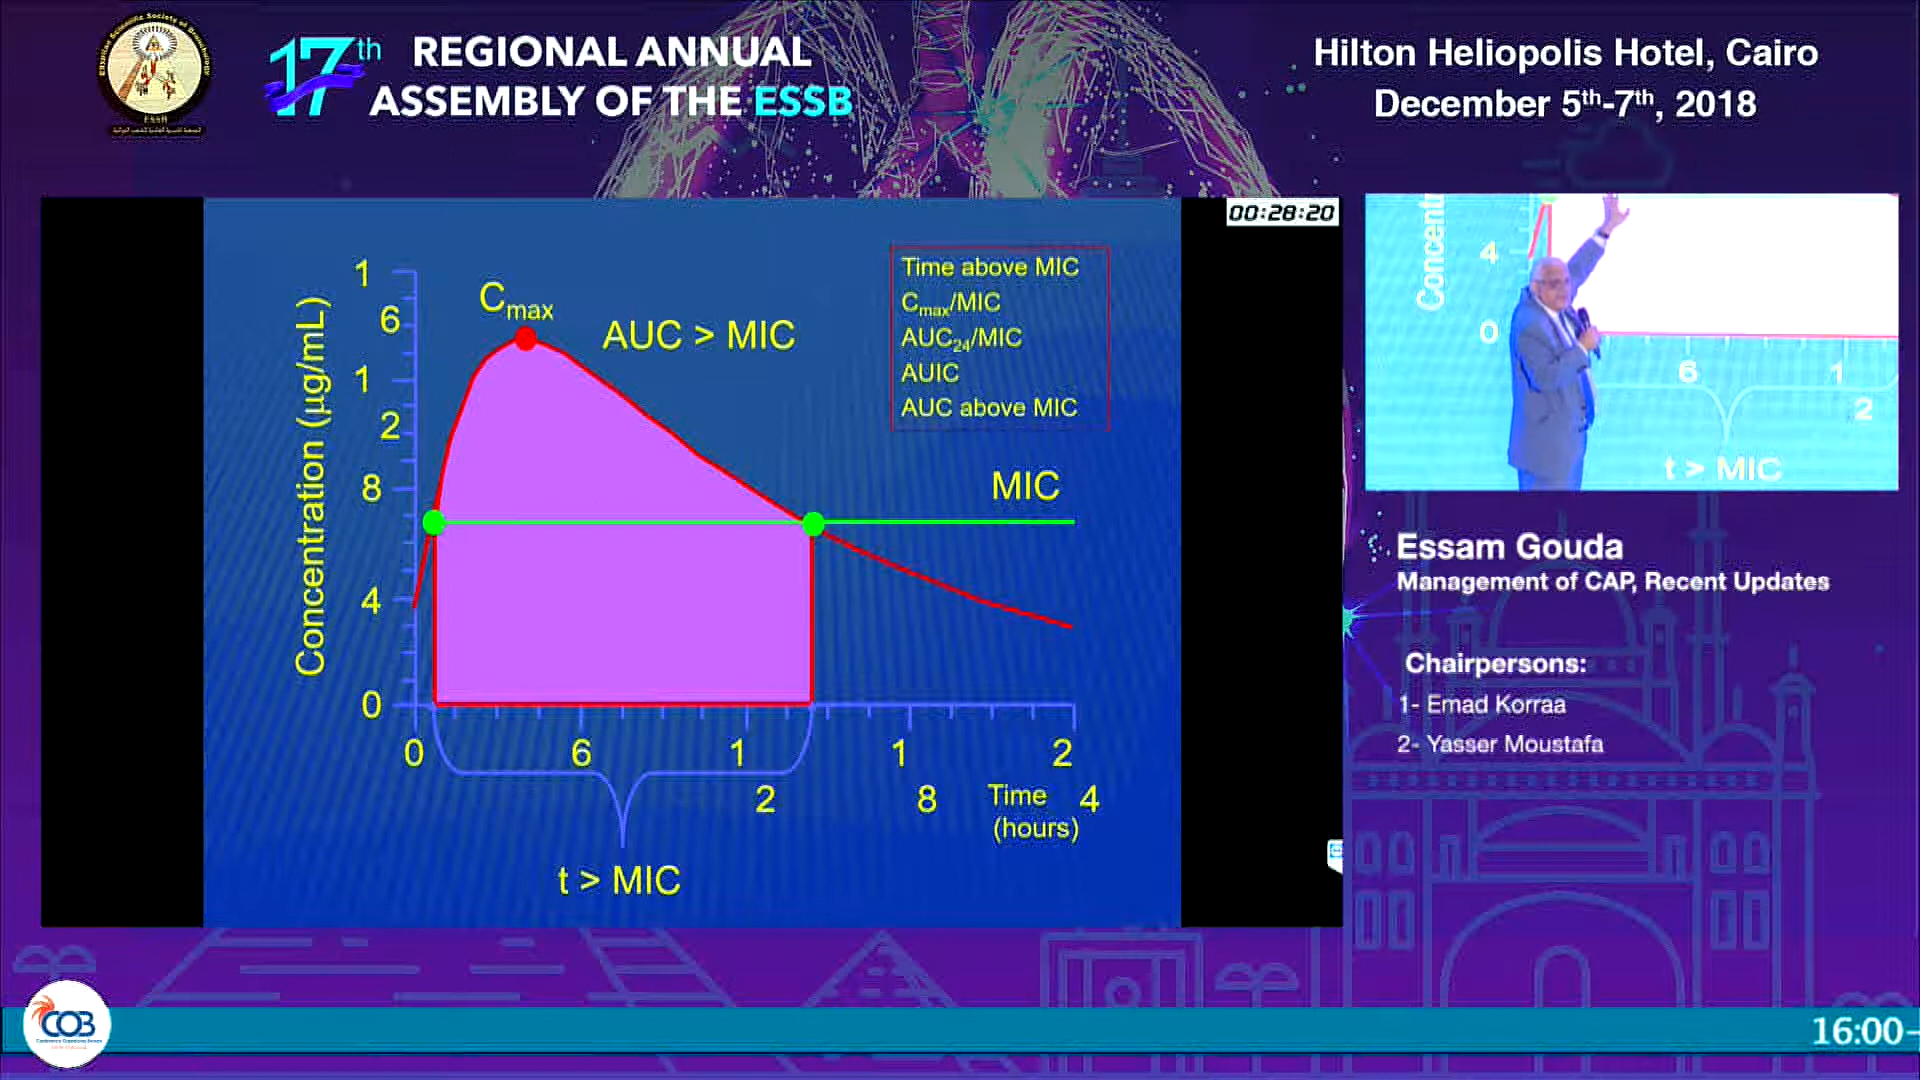 17th REGIONAL ANNUAL
ASSEMBLY OF THE ESSB
Hilton Heliopolis Hotel, Cairo
December 5th-7th, 2018
ESSB
00:28:20
Concentration (µg/mL)
1
6
1
2
8
4
0
Cmax
AUC > MIC
Time above MIC
Cmax/MIC
AUC24/MIC
AUIC
AUC above MIC
MIC
0
6
1
2
1
8
2
4
Time
(hours)
t > MIC
4
0
6
1
2
t > MIC
Essam Gouda
Management of CAP, Recent Updates
Chairpersons:
1- Emad Korraa
2- Yasser Moustafa
COB
16:00-